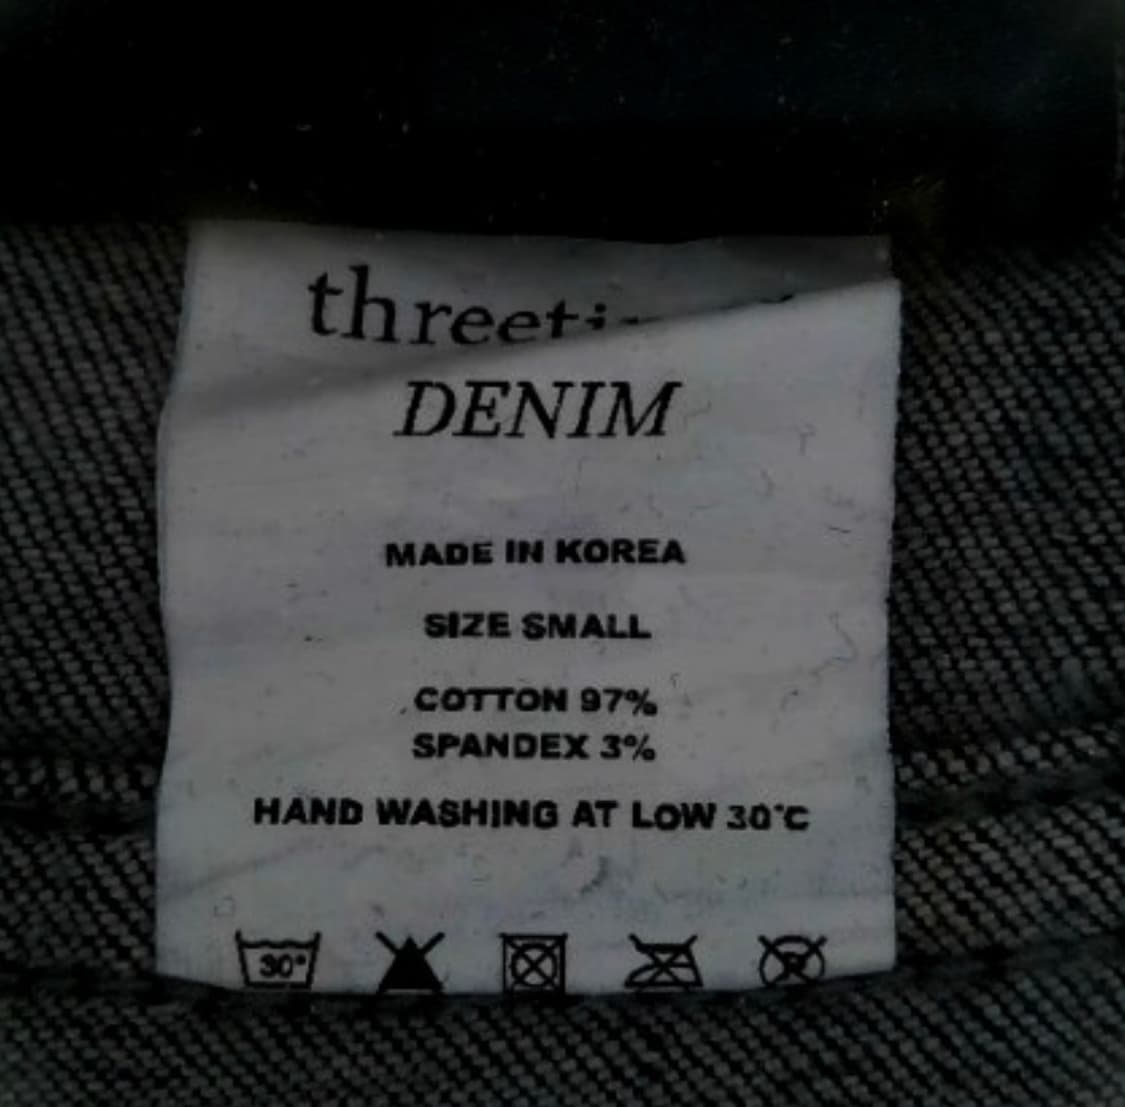 DENIM
MADE IN KOREA
SIZE SMALL
COTTON 97%
SPANDEX 3%
HAND WASHING AT LOW 30°C
30°
P